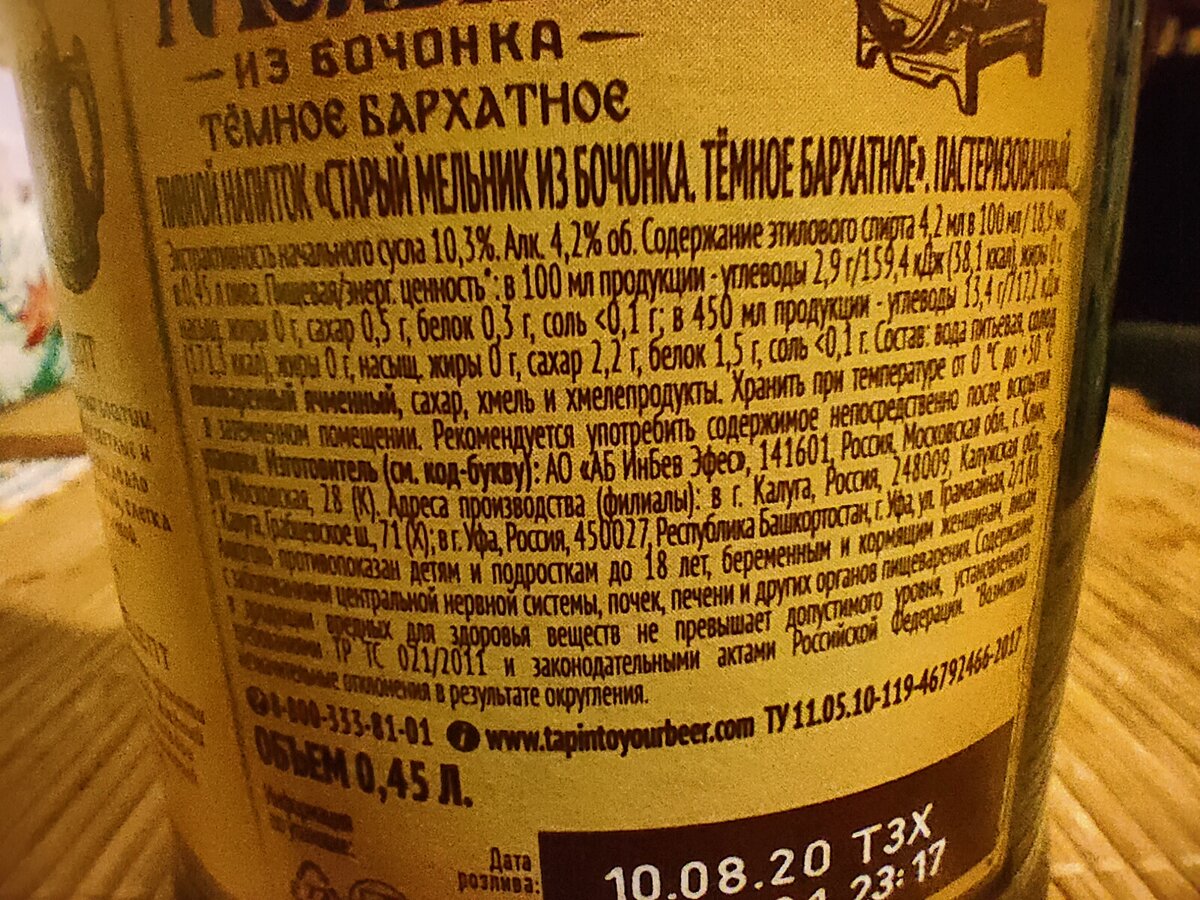 ИЗ БОЧОНКА
ТЁМНОЕ БАРХАТНОЕ
ПИВНОЙ НАПИТОК «СТАРЫЙ МЕЛЬНИК ИЗ БОЧОНКА. ТЁМНОЕ БАРХАТНОЕ». ПАСТЕРИЗОВАННЫЙ
Экстрактивность начального сусла 10,3%. Алк. 4,2% об. Содержание этилового спирта 4,2 мл в 100 мл / 18,9 мл
в 0,45 л пива. Пищевая/энерг. ценность*: в 100 мл продукции - углеводы 2,9 г/159,4 кДж (38,1 ккал), жиры 0 г,
насыщ. жиры 0 г, сахар 0,5 г, белок 0,3 г, соль <0,1 г; в 450 мл продукции - углеводы 13,4 г/717,2 кДж
(171,3 ккал), жиры 0 г, насыщ. жиры 0 г, сахар 2,2 г, белок 1,5 г, соль <0,1 г. Состав: вода питьевая, солод
пивоваренный ячменный, сахар, хмель и хмелепродукты. Хранить при температуре от 0 °С до +30 °С
в затемненном помещении. Рекомендуется употребить содержимое непосредственно после вскрытия
упаковки. Изготовитель (см. код-букву): АО «АБ ИнБев Эфес», 141601, Россия, Московская обл., г. Клин,
ул. Московская, 28 (К). Адреса производства (филиалы): в г. Калуга, Россия, 248009, Калужская обл.,
г. Калуга, Грабцевское ш., 71 (Х); в г. Уфа, Россия, 450027, Республика Башкортостан, г. Уфа, ул. Трамвайная,
Алкоголь противопоказан детям и подросткам до 18 лет, беременным и кормящим женщинам, лицам
с заболеваниями центральной нервной системы, почек, печени и других органов пищеварения. Содержание
в продукции вредных для здоровья веществ не превышает допустимого уровня, установленного
требованиями ТР ТС 021/2011 и законодательными актами Российской Федерации. *Возможны
незначительные отклонения в результате округления.
8-800-333-81-01 www.tapintoyourbeer.com ТУ 11.05.10-119-46792466-2017
ОБЪЕМ 0,45 Л.
Информация
Дата
розлива:
10.08.20 ТЗХ
23:17